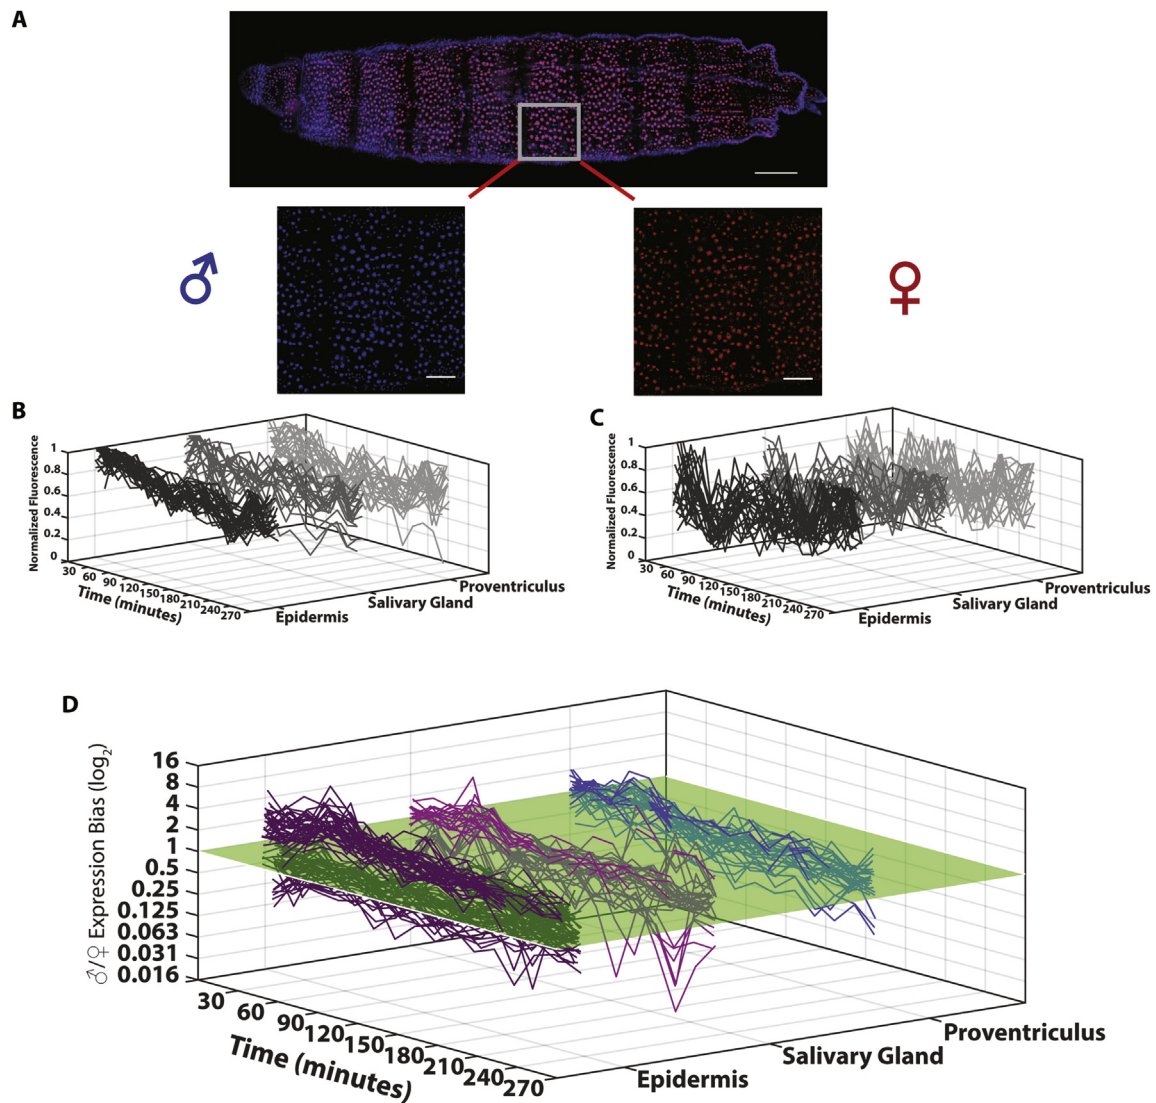 A
♂
♀
B
Normalized Fluorescence
1
0.8
0.6
0.4
0.2
0
30
60
90
120
150
180
210
240
270
Time (minutes)
Epidermis
Salivary Gland
Proventriculus
C
Normalized Fluorescence
1
0.8
0.6
0.4
0.2
0
30
60
90
120
150
180
210
240
270
Time (minutes)
Epidermis
Salivary Gland
Proventriculus
D
♂/♀ Expression Bias (log2)
16
8
4
2
1
0.5
0.25
0.125
0.063
0.031
0.016
30
60
90
120
150
180
210
240
270
Time (minutes)
Epidermis
Salivary Gland
Proventriculus